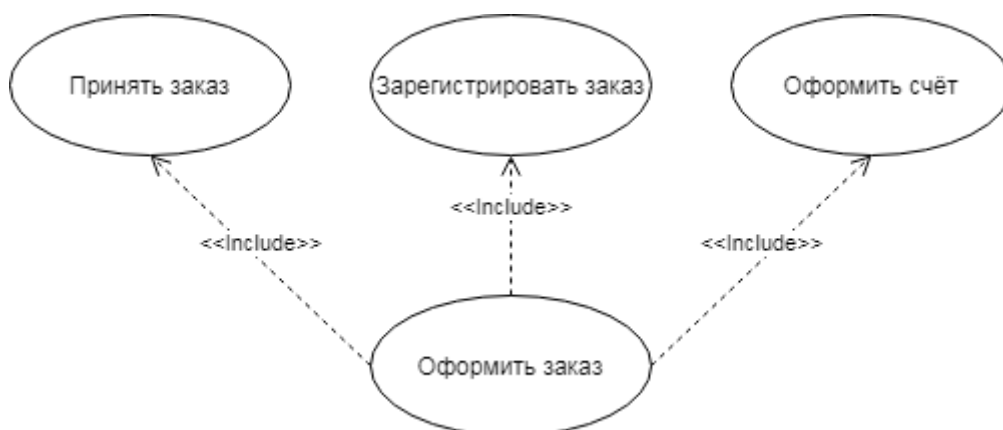 Принять заказ
Зарегистрировать заказ
Оформить счёт
<<Include>>
<<Include>>
<<Include>>
Оформить заказ